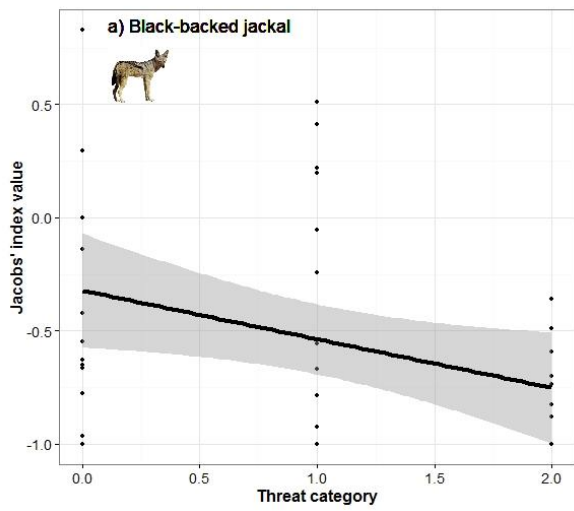 a) Black-backed jackal
0.5
0.0
-0.5
-1.0
Jacobs' index value
0.0 0.5 1.0 1.5 2.0
Threat category